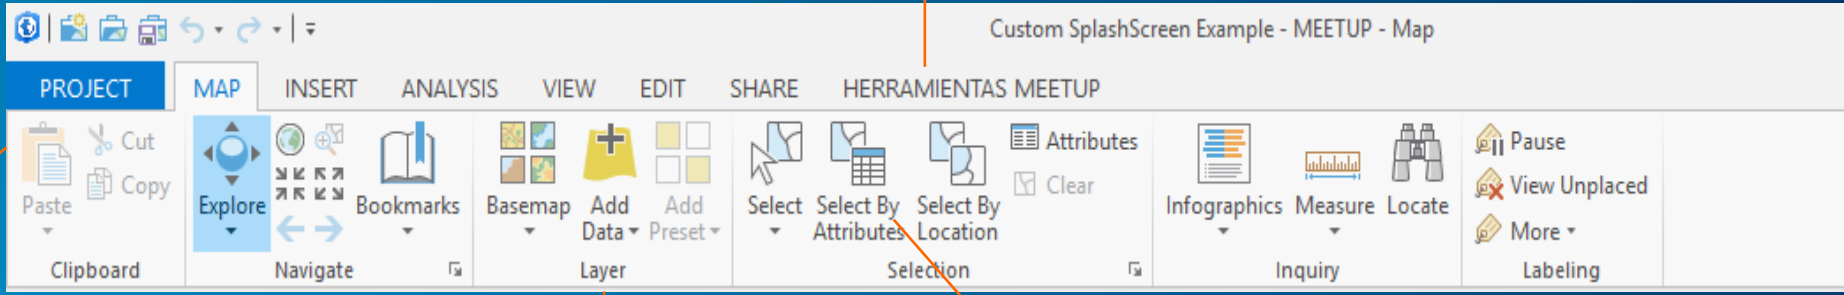 Custom SplashScreen Example - MEETUP - Map
PROJECT MAP INSERT ANALYSIS VIEW EDIT SHARE HERRAMIENTAS MEETUP
Paste
Cut
Copy
Clipboard
Explore
Bookmarks
Navigate
Basemap
Add
Data
Add
Preset
Layer
Select
Select By
Attributes
Select By
Location
Attributes
Clear
Selection
Infographics
Measure
Locate
Inquiry
Pause
View Unplaced
More
Labeling